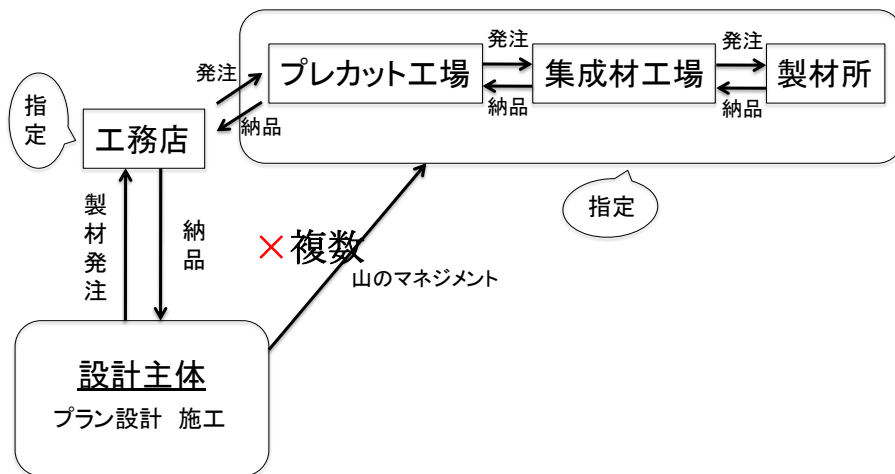 発注
発注
発注
プレカット工場
集成材工場
製材所
納品
納品
納品
指定
工務店
指定
製材発注
納品
×複数
山のマネジメント
設計主体
プラン設計　施工